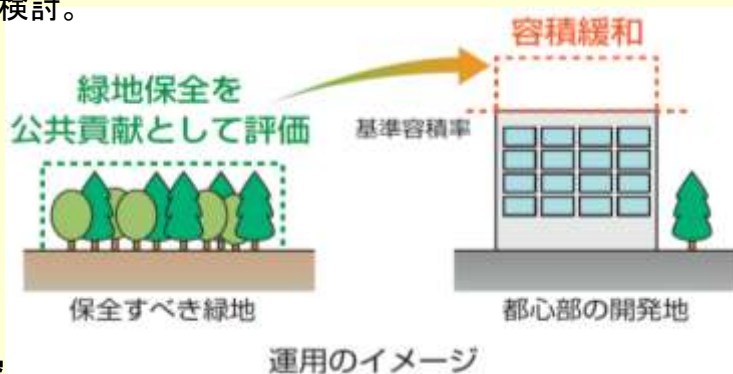 検討。
容積緩和
緑地保全を
公共貢献として評価
基準容積率
保全すべき緑地
都心部の開発地
運用のイメージ